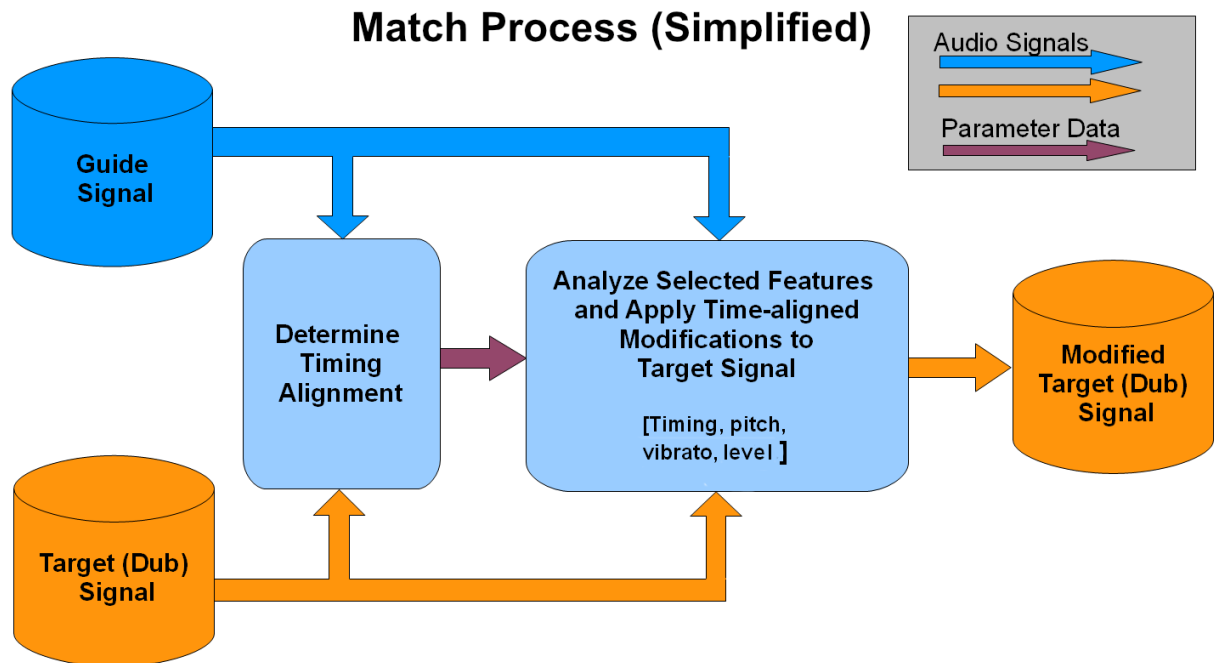 Match Process (Simplified)
Audio Signals
Parameter Data
Guide
Signal
Determine
Timing
Alignment
Analyze Selected Features
and Apply Time-aligned
Modifications to
Target Signal
[Timing, pitch,
vibrato, level ]
Modified
Target (Dub)
Signal
Target (Dub)
Signal